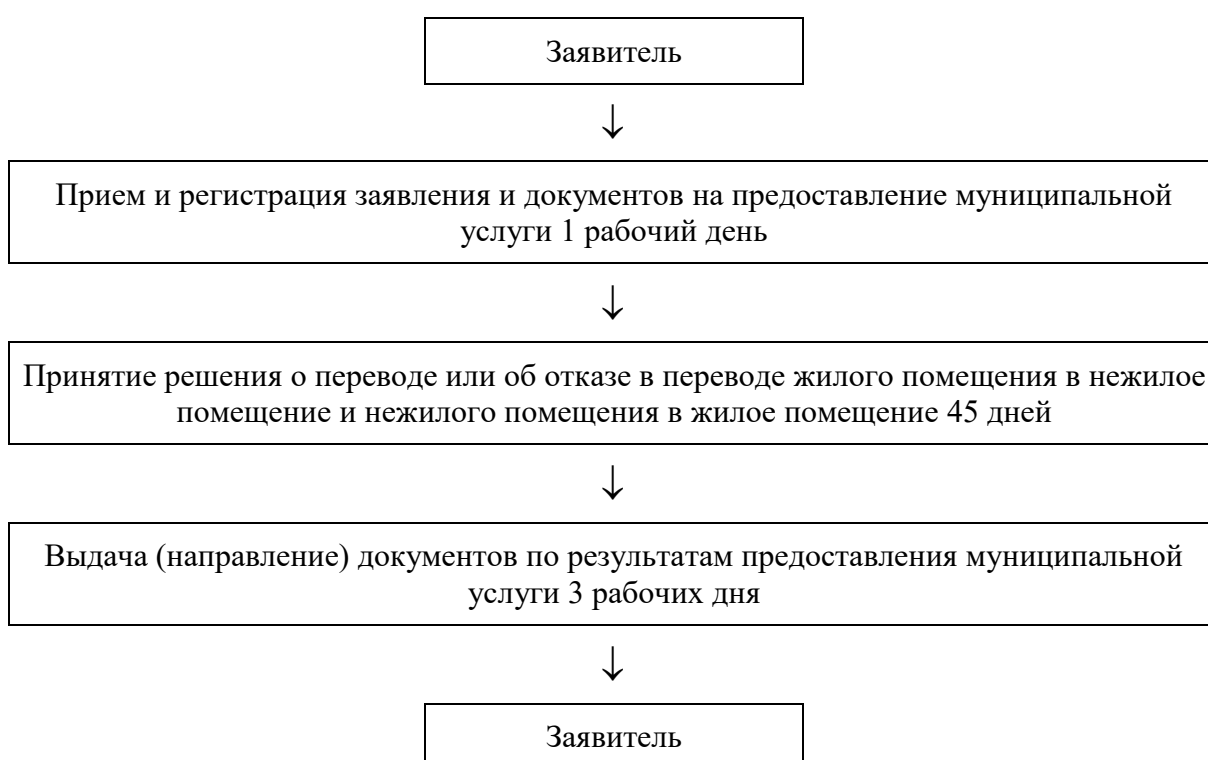 Заявитель
↓
Прием и регистрация заявления и документов на предоставление муниципальной
услуги 1 рабочий день
↓
Принятие решения о переводе или об отказе в переводе жилого помещения в нежилое
помещение и нежилого помещения в жилое помещение 45 дней
↓
Выдача (направление) документов по результатам предоставления муниципальной
услуги 3 рабочих дня
↓
Заявитель